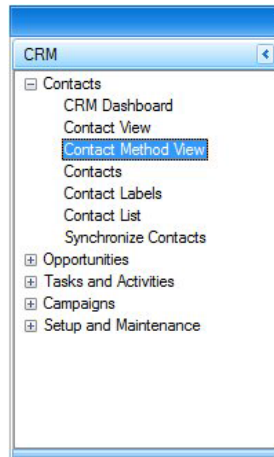 CRM
Contacts
CRM Dashboard
Contact View
Contact Method View
Contacts
Contact Labels
Contact List
Synchronize Contacts
Opportunities
Tasks and Activities
Campaigns
Setup and Maintenance